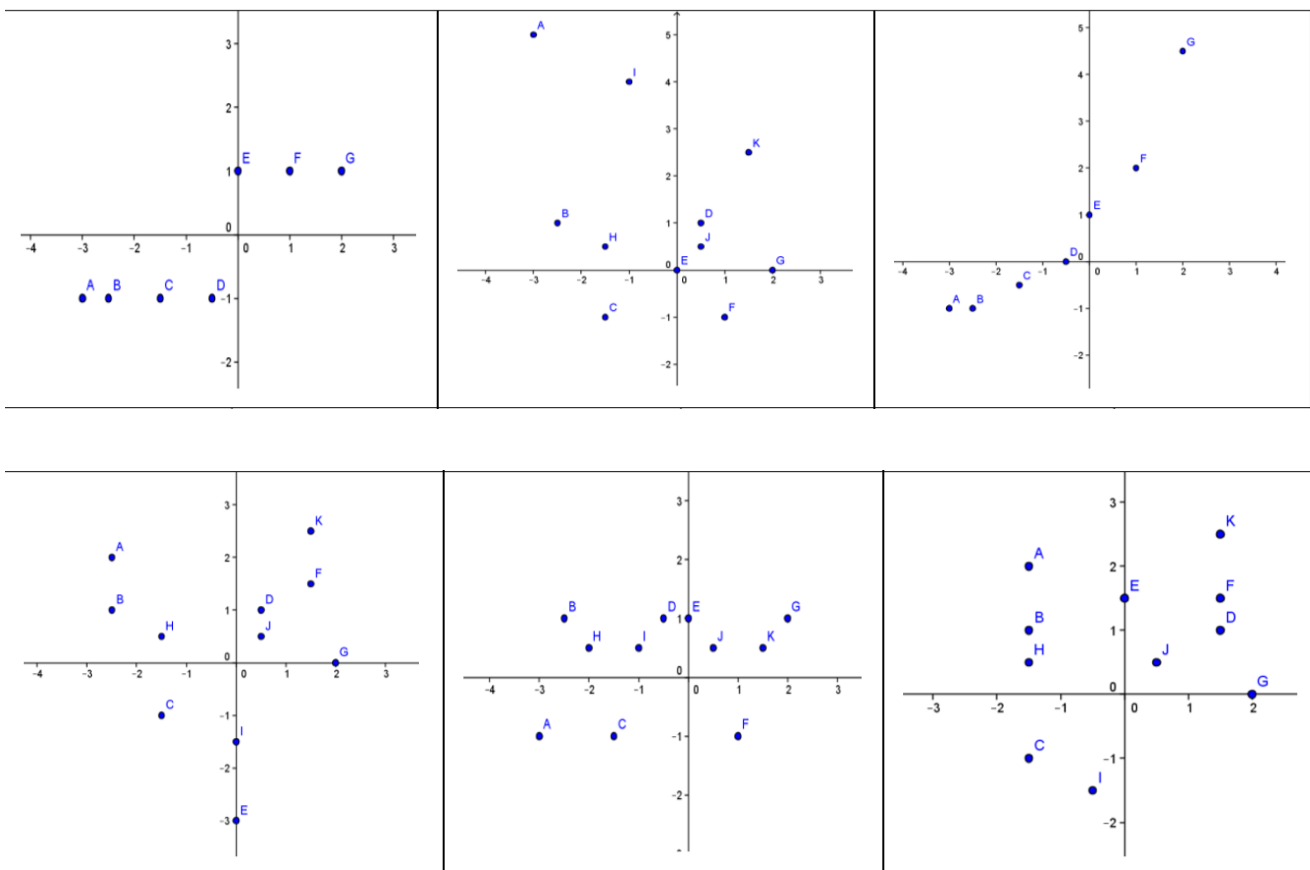 3
2
E F G
1
0
-4 -3 -2 -1 0 1 2 3
A B C D
-1
-2
A
5
I
4
3
K
2
B D
1
H J
E G
0
-3 -2 -1 0 1 2 3
C F
-1
-2
5
G
4
3
F
2
E
1
D 0
-4 -3 -2 -1 0 1 2 3 4
C
A B
-1
-2
3 K
A
2
F
B D
1
H J
G
0
-4 -3 -2 -1 0 1 2 3
C
-1
I
-2
E
-3
3
2
B D E G
1
H I J K
0
-4 -3 -2 -1 0 1 2 3
A C F
-1
-2
3
K
A
2
E F
B D
1
H J
G
0
-3 -2 -1 0 1 2
C
-1
I
-2